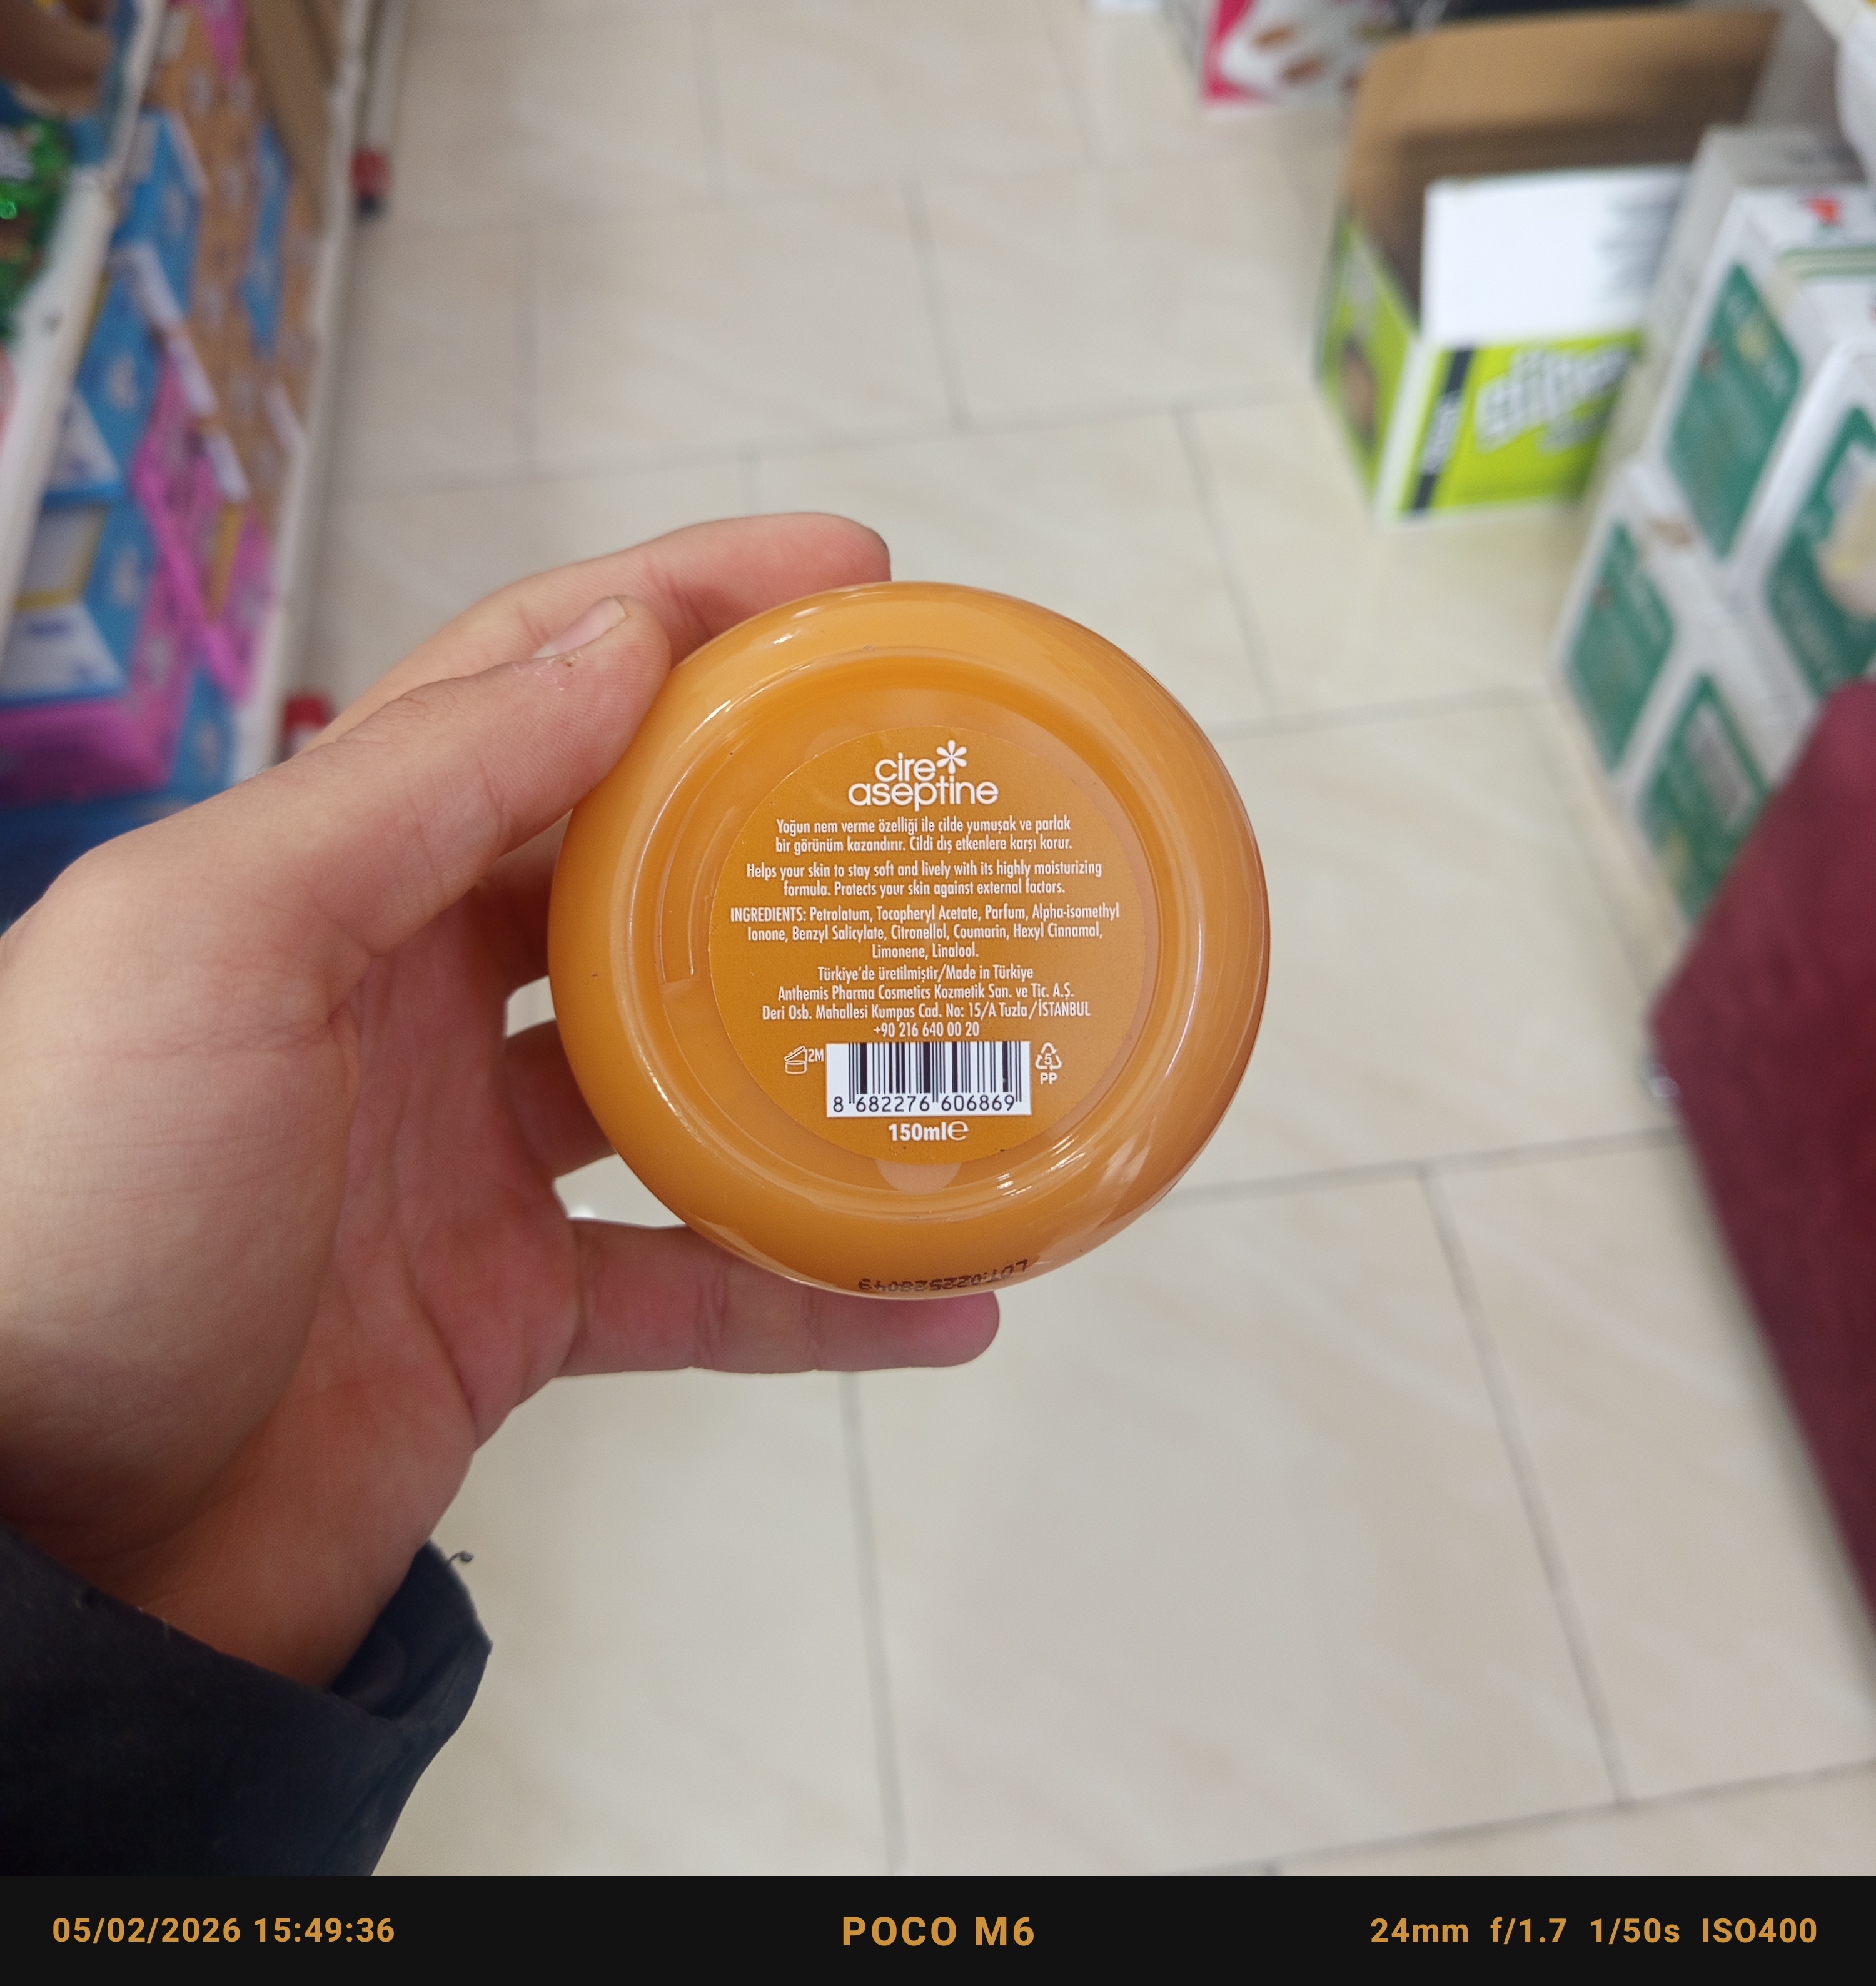 cire
aseptine
Yoğun nem verme özelliği ile cilde yumuşak ve parlak
bir görünüm kazandırır. Cildi dış etkenlere karşı korur.
Helps your skin to stay soft and lively with its highly moisturizing
formula. Protects your skin against external factors.
INGREDIENTS: Petrolatum, Tocopheryl Acetate, Parfum, Alpha-isomethyl
Ionone, Benzyl Salicylate, Citronellol, Coumarin, Hexyl Cinnamal,
Limonene, Linalool.
Türkiye'de üretilmiştir/Made in Türkiye
Anthemis Pharma Cosmetics Kozmetik San. ve Tic. A.Ş.
Deri Osb. Mahallesi Kumpas Cad. No: 15/A Tuzla/İSTANBUL
+90 216 640 00 20
2M
5
PP
8 682276 606869
150ml℮
LOT:0222528049
05/02/2026 15:49:36
POCO M6
24mm f/1.7 1/50s ISO400